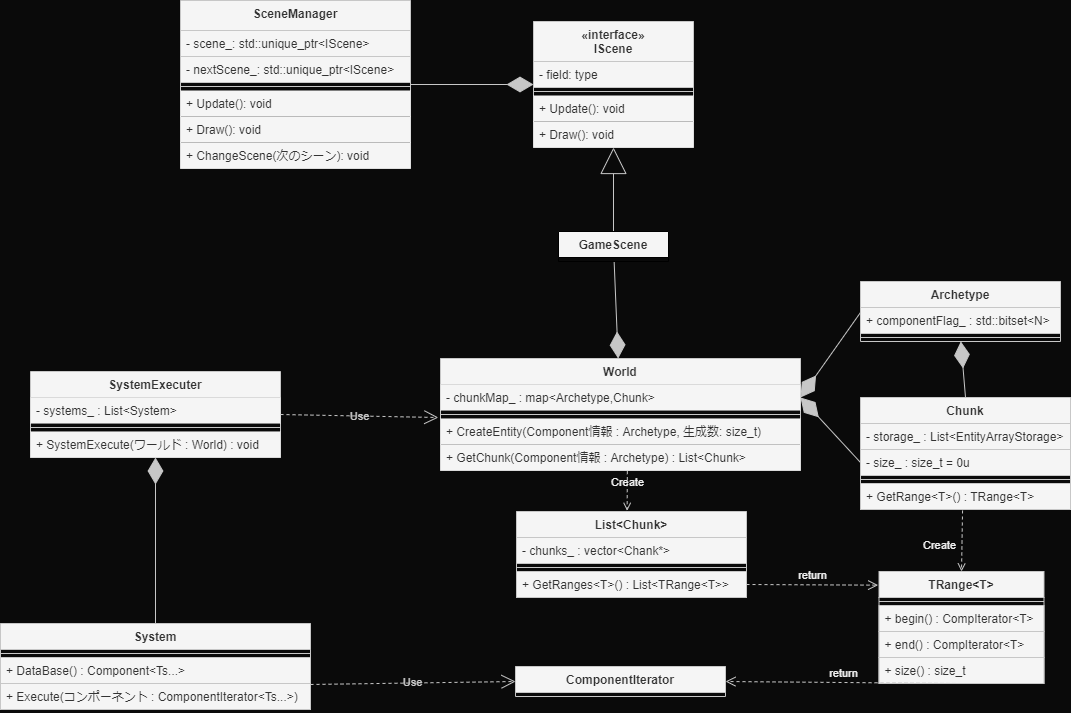 SceneManager
- scene_: std::unique_ptr<IScene>
- nextScene_: std::unique_ptr<IScene>
+ Update(): void
+ Draw(): void
+ ChangeScene(次のシーン): void
«interface»
IScene
- field: type
+ Update(): void
+ Draw(): void
GameScene
Archetype
+ componentFlag_ : std::bitset<N>
World
- chunkMap_ : map<Archetype,Chunk>
+ CreateEntity(Component情報 : Archetype, 生成数: size_t)
+ GetChunk(Component情報 : Archetype) : List<Chunk>
SystemExecuter
- systems_ : List<System>
+ SystemExecute(ワールド : World) : void
Use
Chunk
- storage_ : List<EntityArrayStorage>
- size_ : size_t = 0u
+ GetRange<T>() : TRange<T>
Create
List<Chunk>
- chunks_ : vector<Chank*>
+ GetRanges<T>() : List<TRange<T>>
Create
return
TRange<T>
+ begin() : CompIterator<T>
+ end() : CompIterator<T>
+ size() : size_t
System
+ DataBase() : Component<Ts...>
+ Execute(コンポーネント : ComponentIterator<Ts...>)
Use
ComponentIterator
return